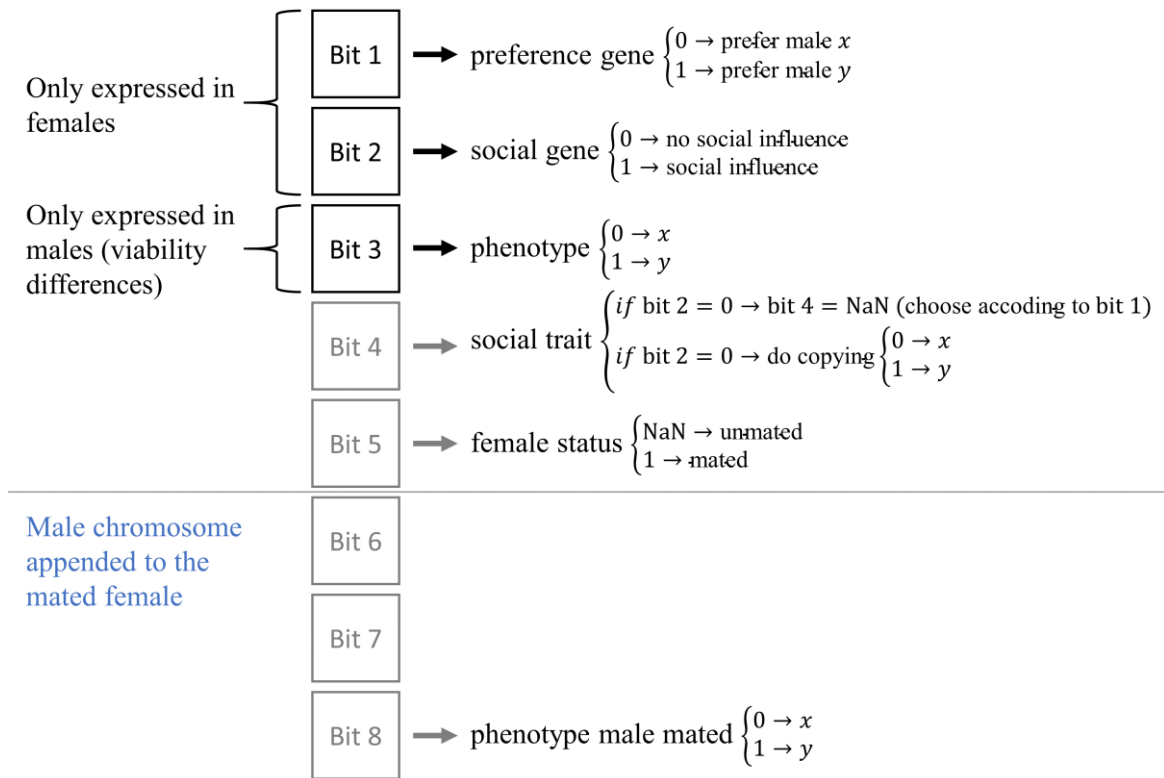 Only expressed in
females
Bit 1
preference gene {0 → prefer male x
1 → prefer male y
Bit 2
social gene {0 → no social influence
1 → social influence
Only expressed in
males (viability
differences)
Bit 3
phenotype {0 → x
1 → y
Bit 4
social trait {if bit 2 = 0 → bit 4 = NaN (choose accoding to bit 1)
if bit 2 = 0 → do copying {0 → x
1 → y
Bit 5
female status {NaN → unmated
1 → mated
Male chromosome
appended to the
mated female
Bit 6
Bit 7
Bit 8
phenotype male mated {0 → x
1 → y